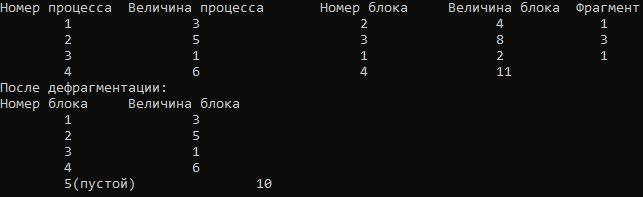 Номер процесса Величина процесса Номер блока Величина блока Фрагмент
1 3 2 4 1
2 5 3 8 3
3 1 1 2 1
4 6 4 11
После дефрагментации:
Номер блока Величина блока
1 3
2 5
3 1
4 6
5(пустой) 10